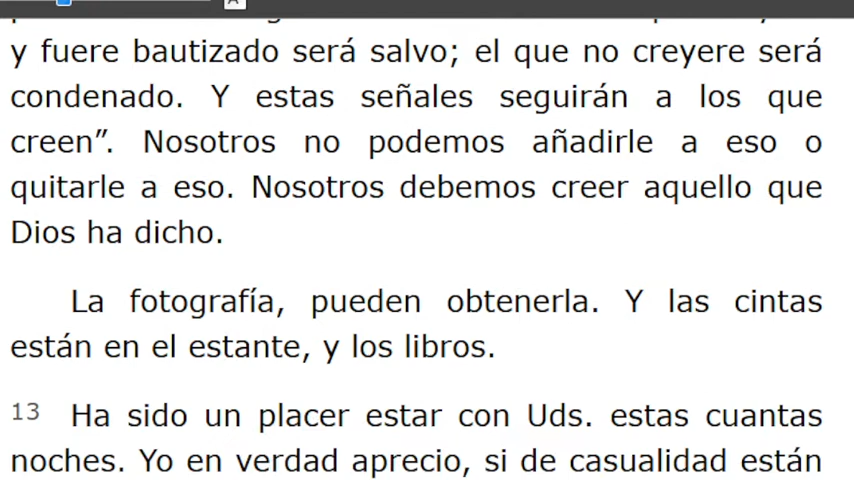 y fuere bautizado será salvo; el que no creyere será
condenado. Y estas señales seguirán a los que
creen”. Nosotros no podemos añadirle a eso o
quitarle a eso. Nosotros debemos creer aquello que
Dios ha dicho.
La fotografía, pueden obtenerla. Y las cintas
están en el estante, y los libros.
13 Ha sido un placer estar con Uds. estas cuantas
noches. Yo en verdad aprecio, si de casualidad están